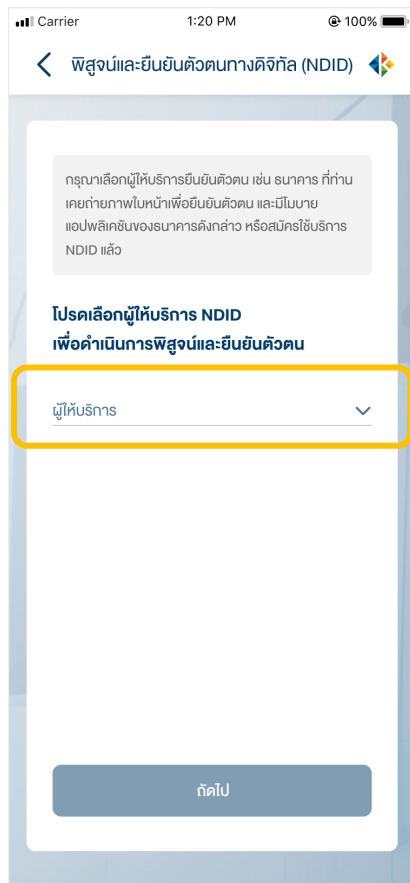 Carrier 1:20 PM 100%
พิสูจน์และยืนยันตัวตนทางดิจิทัล (NDID)
กรุณาเลือกผู้ให้บริการยืนยันตัวตน เช่น ธนาคาร ที่ท่าน
เคยถ่ายภาพใบหน้าเพื่อยืนยันตัวตน และมีโมบาย
แอปพลิเคชันของธนาคารดังกล่าว หรือสมัครใช้บริการ
NDID แล้ว
โปรดเลือกผู้ให้บริการ NDID
เพื่อดำเนินการพิสูจน์และยืนยันตัวตน
ผู้ให้บริการ
ถัดไป